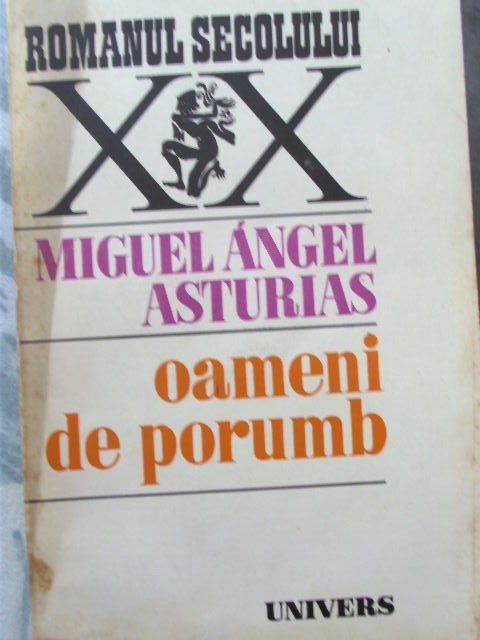 ROMANUL SECOLULUI
XX
MIGUEL ÁNGEL
ASTURIAS
oameni
de porumb
UNIVERS